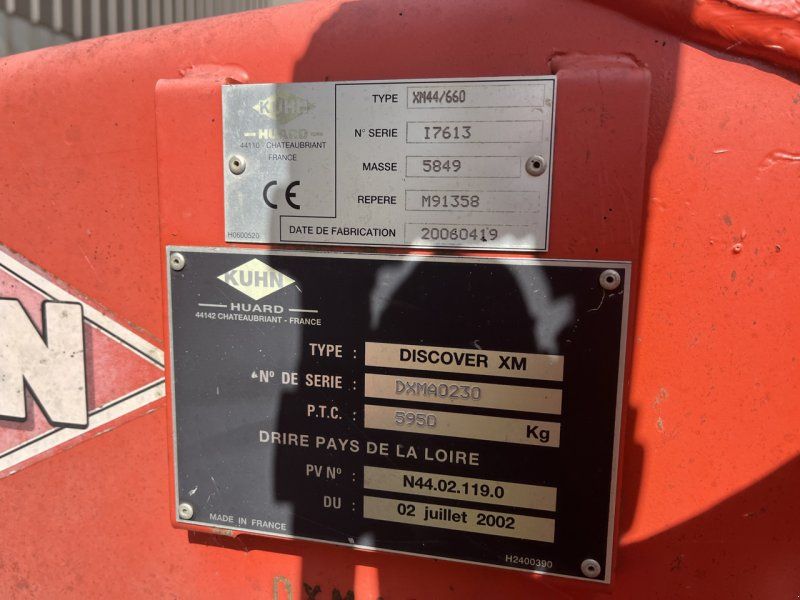 KUHN
HUARD
44110 - CHATEAUBRIANT
FRANCE
CE
H0600520
TYPE XM44/660
N° SERIE I7613
MASSE 5849
REPERE M91358
DATE DE FABRICATION 20060419
KUHN
HUARD
44142 CHATEAUBRIANT - FRANCE
TYPE : DISCOVER XM
N° DE SERIE : DXMA0230
P.T.C. : 5950 Kg
DRIRE PAYS DE LA LOIRE
PV N° : N44.02.119.0
DU : 02 juillet 2002
MADE IN FRANCE
H2400390
N